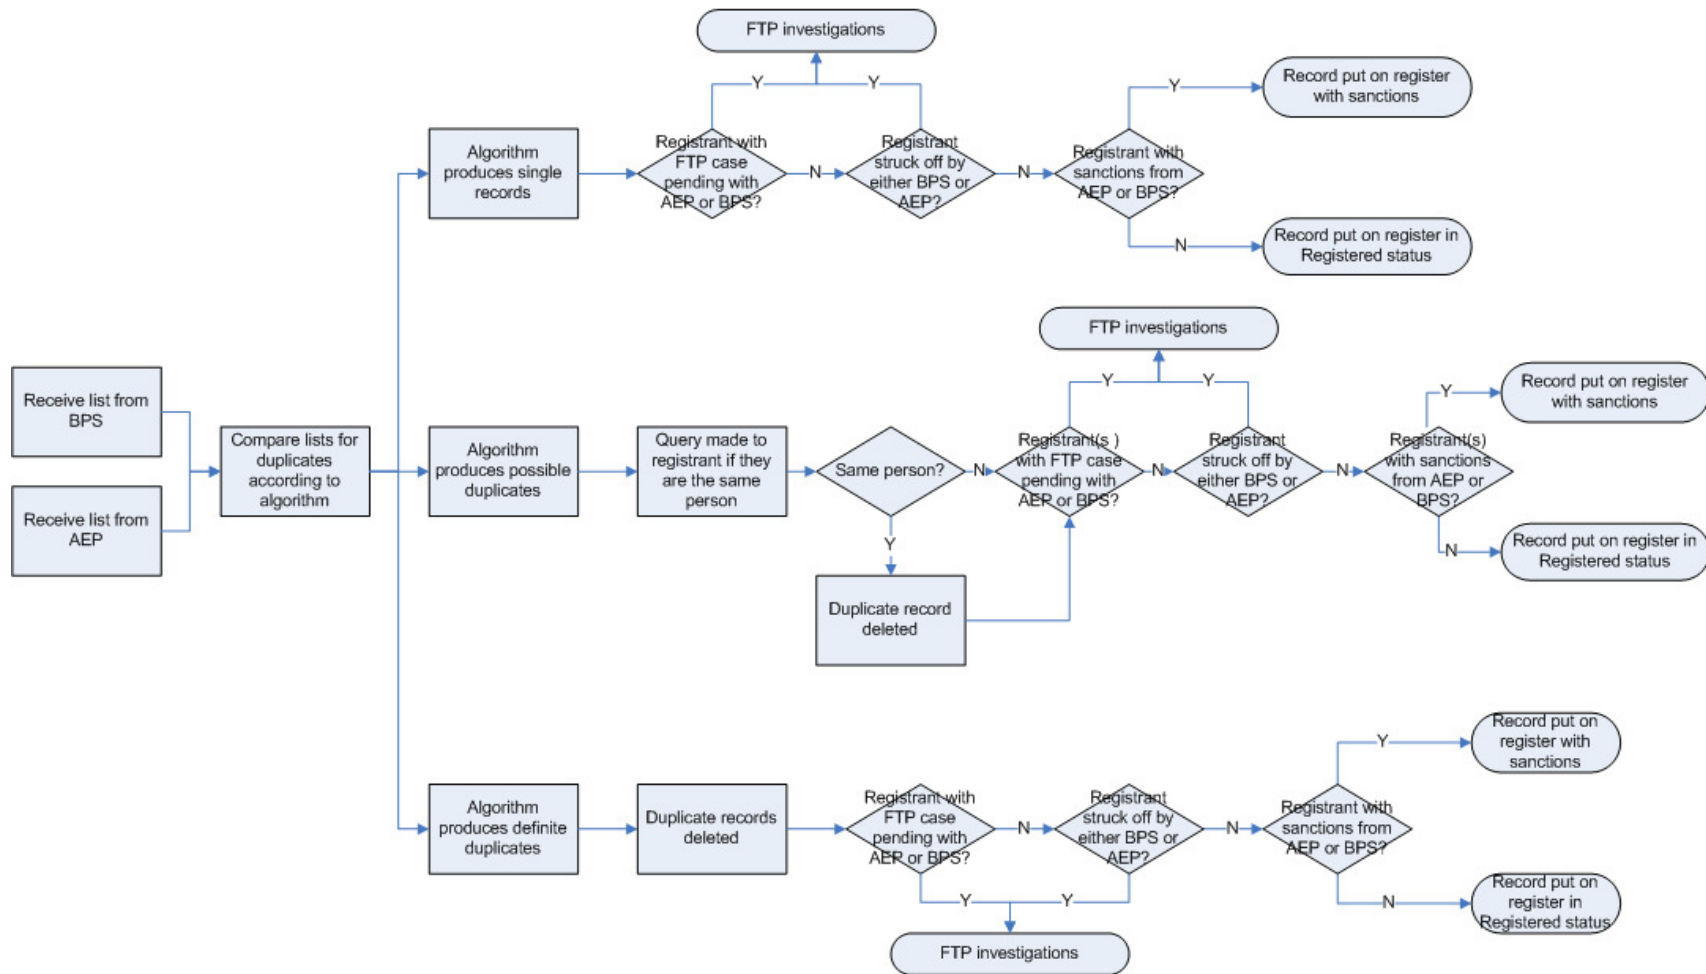 FTP investigations
Y
Y
Y
Record put on register
with sanctions
Algorithm
produces single
records
Registrant with
FTP case
pending with
AEP or BPS?
N
Registrant
struck off by
either BPS or
AEP?
N
Registrant with
sanctions from
AEP or BPS?
N
Record put on register in
Registered status
FTP investigations
Receive list from
BPS
Receive list from
AEP
Compare lists for
duplicates
according to
algorithm
Algorithm
produces possible
duplicates
Query made to
registrant if they
are the same
person
Same person?
N
Y
Duplicate record
deleted
Y
Y
Registrant(s )
with FTP case
pending with
AEP or BPS?
N
Registrant
struck off by
either BPS or
AEP?
N
Registrant(s)
with sanctions
from AEP or
BPS?
Y
Record put on register
with sanctions
N
Record put on register in
Registered status
Algorithm
produces definite
duplicates
Duplicate records
deleted
Registrant with
FTP case
pending with
AEP or BPS?
N
Registrant
struck off by
either BPS or
AEP?
N
Registrant with
sanctions from
AEP or BPS?
Y
Record put on
register with
sanctions
N
Record put on
register in
Registered status
Y
Y
FTP investigations